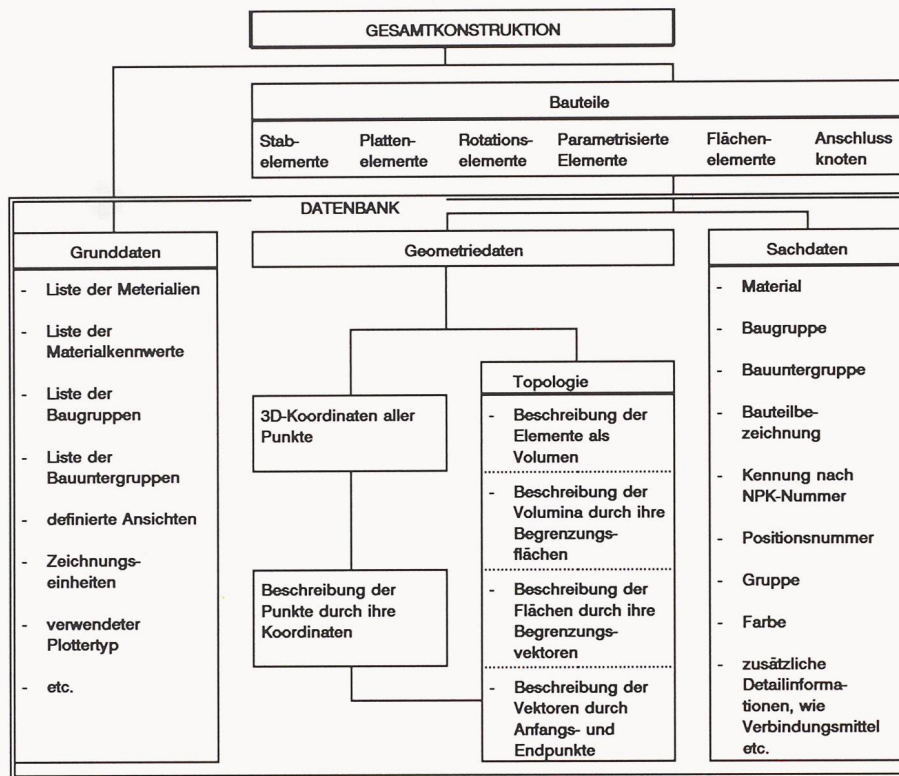 GESAMTKONSTRUKTION
Bauteile
Stab-
elemente
Platten-
elemente
Rotations-
elemente
Parametrisierte
Elemente
Flächen-
elemente
Anschluss
knoten
DATENBANK
Grunddaten
- Liste der Meterialien
- Liste der
Materialkennwerte
- Liste der
Baugruppen
- Liste der
Bauuntergruppen
- definierte Ansichten
- Zeichnungs-
einheiten
- verwendeter
Plottertyp
- etc.
Geometriedaten
3D-Koordinaten aller
Punkte
Beschreibung der
Punkte durch ihre
Koordinaten
Topologie
- Beschreibung der
Elemente als
Volumen
- Beschreibung der
Volumina durch ihre
Begrenzungs-
flächen
- Beschreibung der
Flächen durch ihre
Begrenzungs-
vektoren
- Beschreibung der
Vektoren durch
Anfangs- und
Endpunkte
Sachdaten
- Material
- Baugruppe
- Bauuntergruppe
- Bauteilbe-
zeichnung
- Kennung nach
NPK-Nummer
- Positionsnummer
- Gruppe
- Farbe
- zusätzliche
Detailinforma-
tionen, wie
Verbindungsmittel
etc.